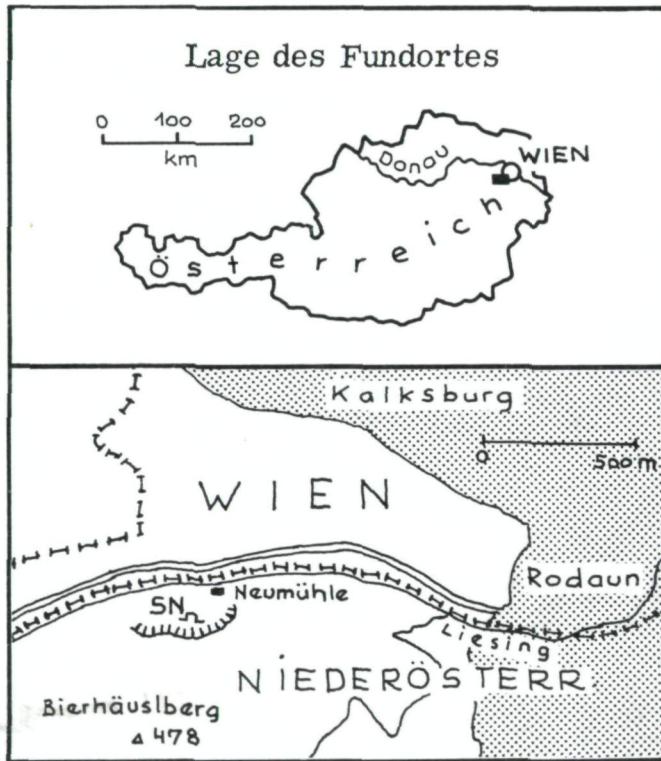 Lage des Fundortes
0 100 200
km
Donau
WIEN
Österreich
Kalksburg
0 500 m
WIEN
Rodaun
SN
Neumühle
Liesing
NIEDERÖSTERR.
Bierhäuslberg
478